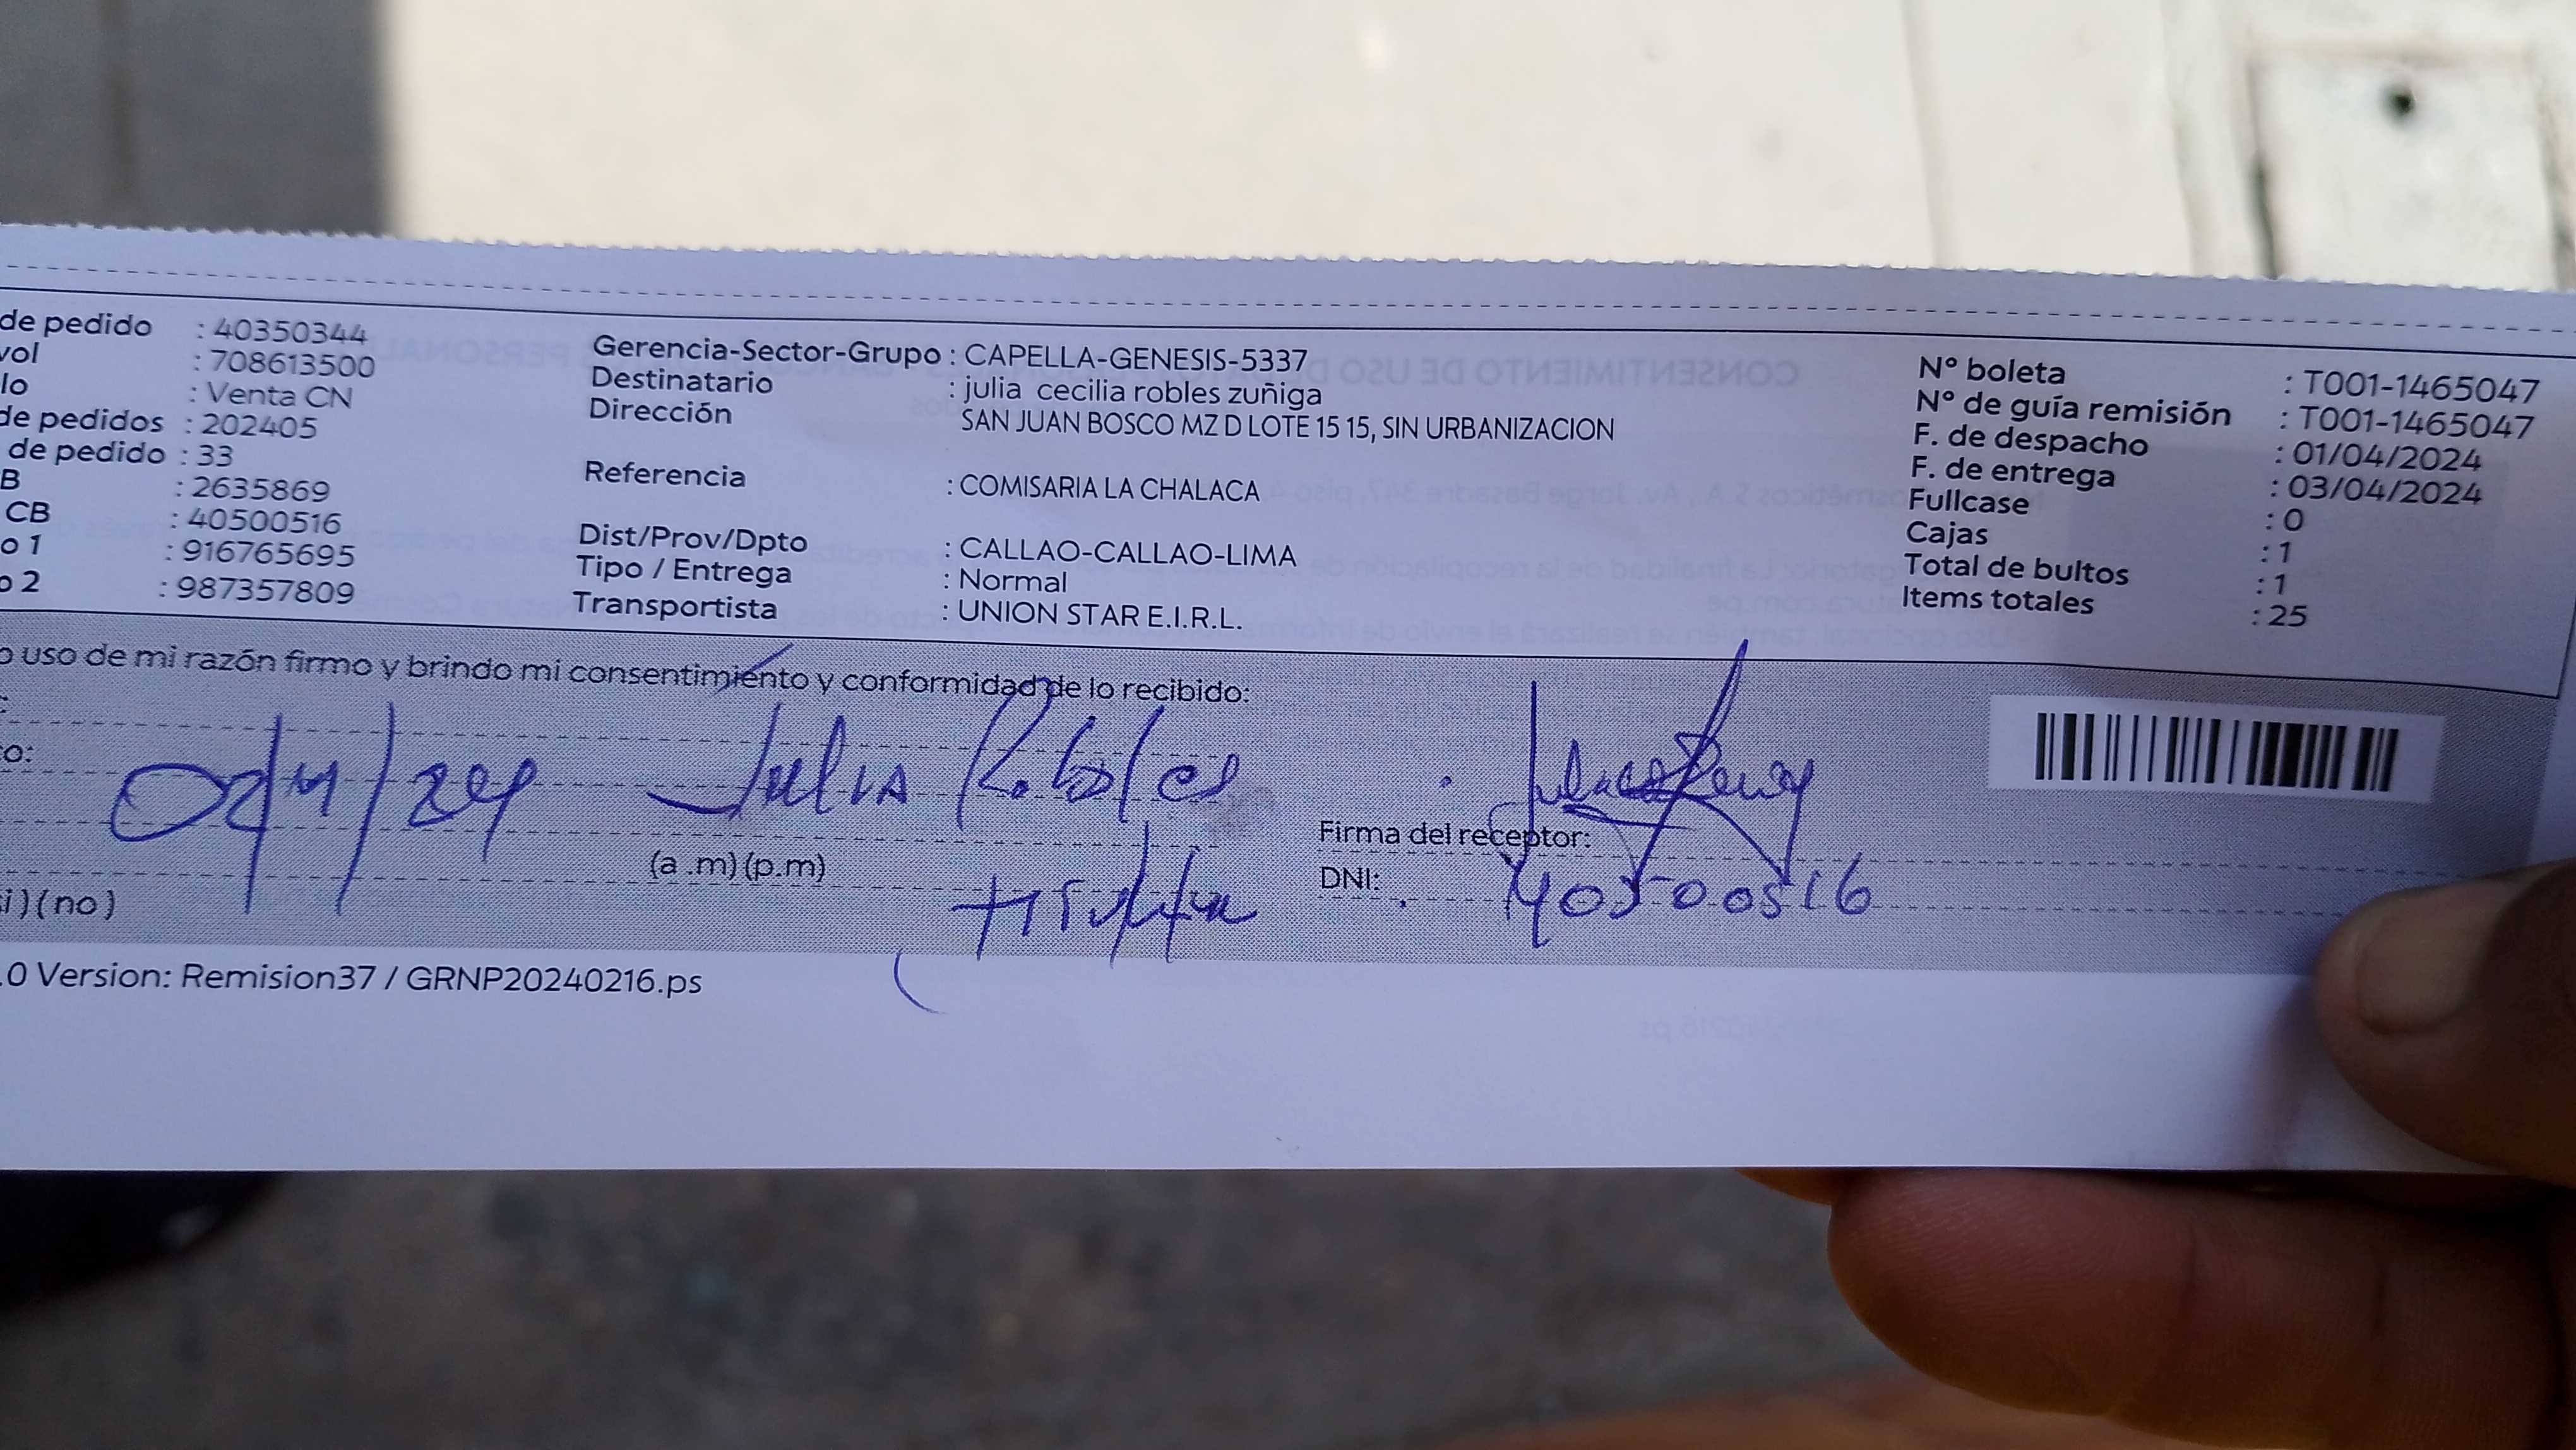 de pedido : 40350344
vol : 708613500
lo : Venta CN
de pedidos : 202405
de pedido : 33
B : 2635869
CB : 40500516
o 1 : 916765695
o 2 : 987357809
Gerencia-Sector-Grupo : CAPELLA-GENESIS-5337
Destinatario : julia cecilia robles zuñiga
Dirección SAN JUAN BOSCO MZ D LOTE 15 15, SIN URBANIZACION
Referencia : COMISARIA LA CHALACA
Dist/Prov/Dpto : CALLAO-CALLAO-LIMA
Tipo / Entrega : Normal
Transportista : UNION STAR E.I.R.L.
Nº boleta : T001-1465047
Nº de guía remisión : T001-1465047
F. de despacho : 01/04/2024
F. de entrega : 03/04/2024
Fullcase : 0
Cajas : 1
Total de bultos : 1
Items totales : 25
o uso de mi razón firmo y brindo mi consentimiento y conformidad de lo recibido:
o:
Julia Robles
Firma del receptor:
(a .m) (p.m)
DNI: 40500516
i ) ( no )
.0 Version: Remision37 / GRNP20240216.ps